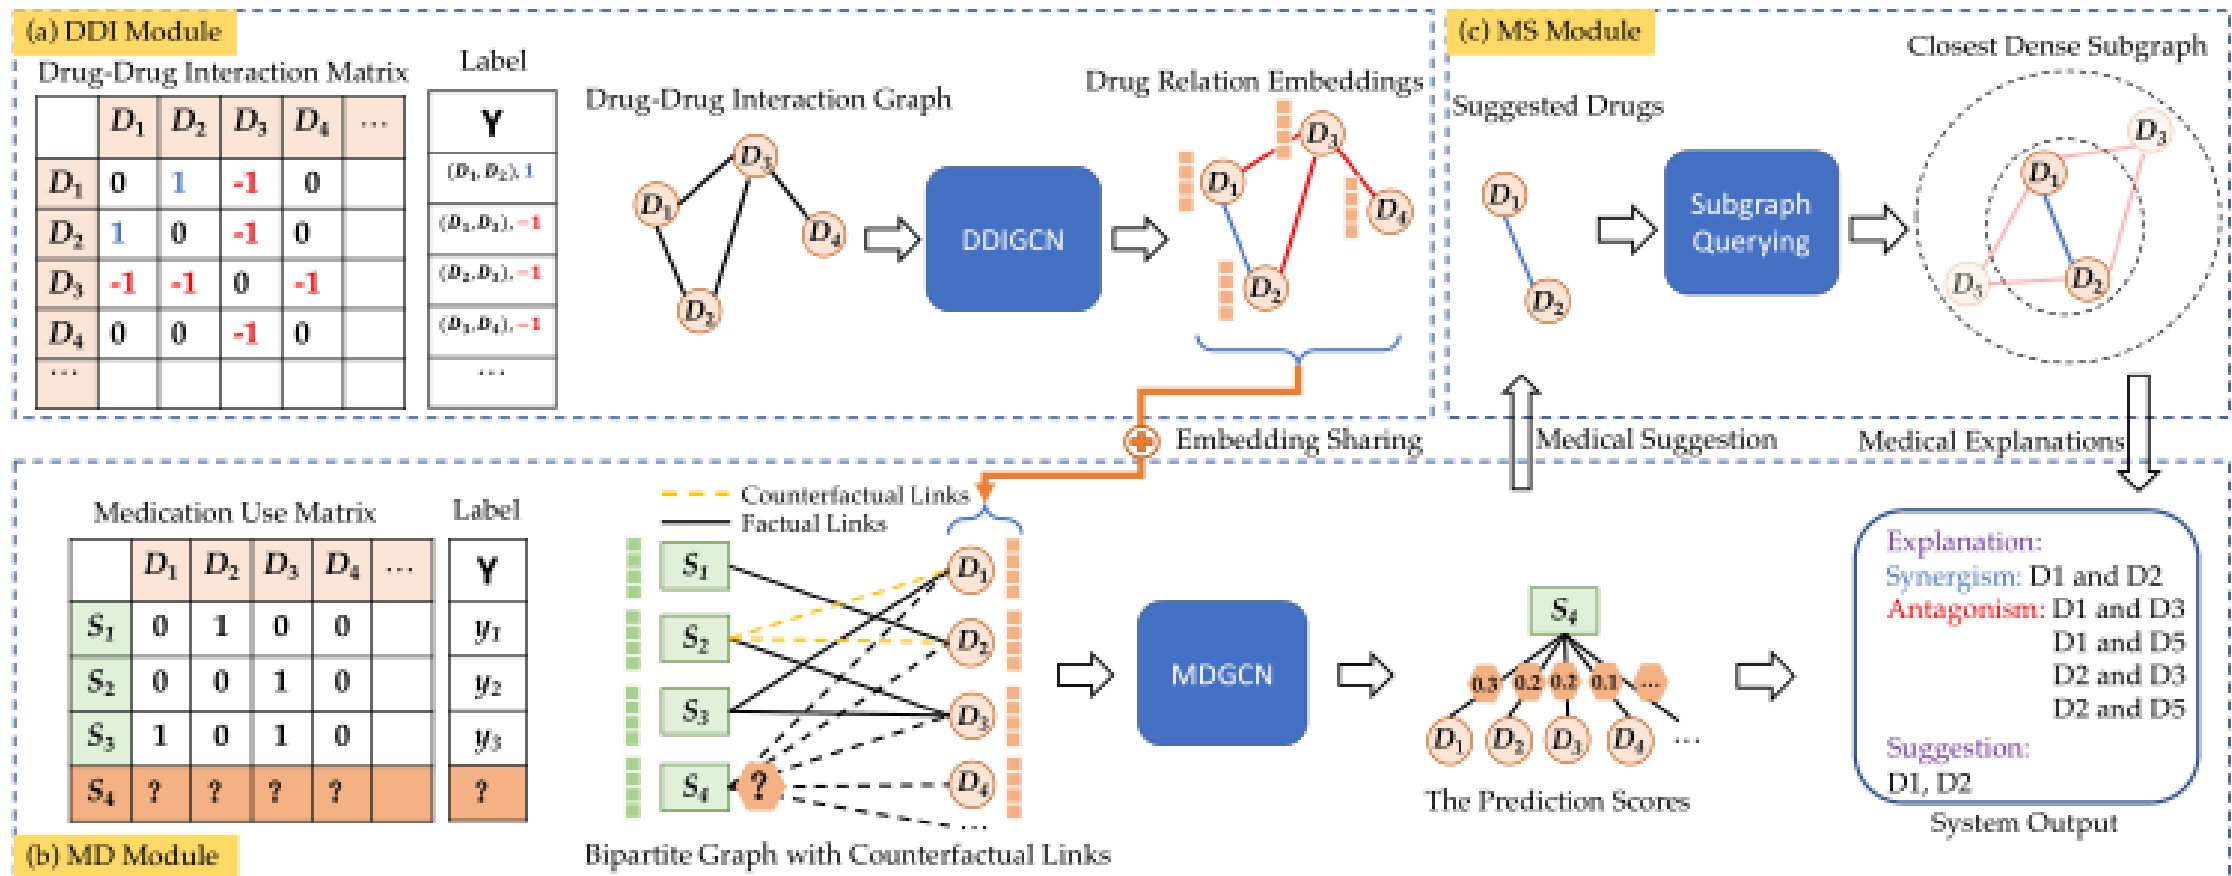 (a) DDI Module
Drug-Drug Interaction Matrix
D1 D2 D3 D4 ...
D1 0 1 -1 0
D2 1 0 -1 0
D3 -1 -1 0 -1
D4 0 0 -1 0
...
Label
Y
(D1, D2), 1
(D1, D3), -1
(D2, D3), -1
(D3, D4), -1
...
Drug-Drug Interaction Graph
D1
D3
D4
D2
DDIGCN
Drug Relation Embeddings
D3
D1
D4
D2
Embedding Sharing
(c) MS Module
Suggested Drugs
D1
D2
Subgraph
Querying
Closest Dense Subgraph
D3
D1
D5
D2
Medical Suggestion
Medical Explanations
(b) MD Module
Medication Use Matrix
D1 D2 D3 D4 ...
S1 0 1 0 0
S2 0 0 1 0
S3 1 0 1 0
S4 ? ? ? ?
Label
Y
y1
y2
y3
?
Counterfactual Links
Factual Links
S1 D1
S2 D2
S3 D3
S4 ? D4
...
Bipartite Graph with Counterfactual Links
MDGCN
S4
0.3 0.2 0.2 0.1 ...
D1 D2 D3 D4 ...
The Prediction Scores
Explanation:
Synergism: D1 and D2
Antagonism: D1 and D3
D1 and D5
D2 and D3
D2 and D5
Suggestion:
D1, D2
System Output